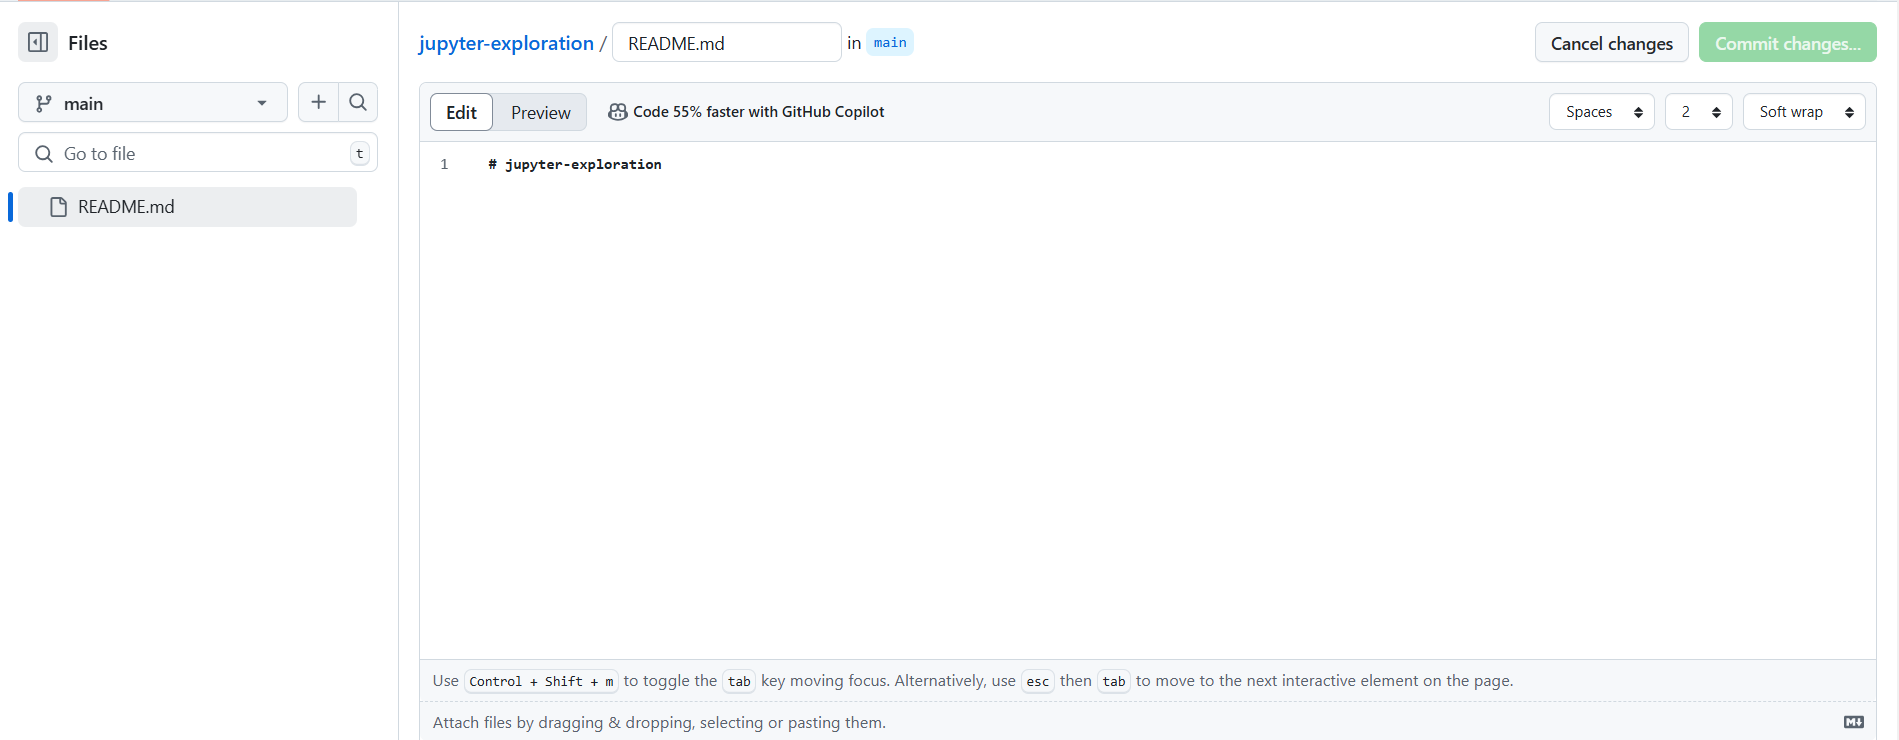 Files
main
Go to file t
README.md
jupyter-exploration / README.md in main
Cancel changes Commit changes...
Edit Preview Code 55% faster with GitHub Copilot
Spaces 2 Soft wrap
1 # jupyter-exploration
Use Control + Shift + m to toggle the tab key moving focus. Alternatively, use esc then tab to move to the next interactive element on the page.
Attach files by dragging & dropping, selecting or pasting them.